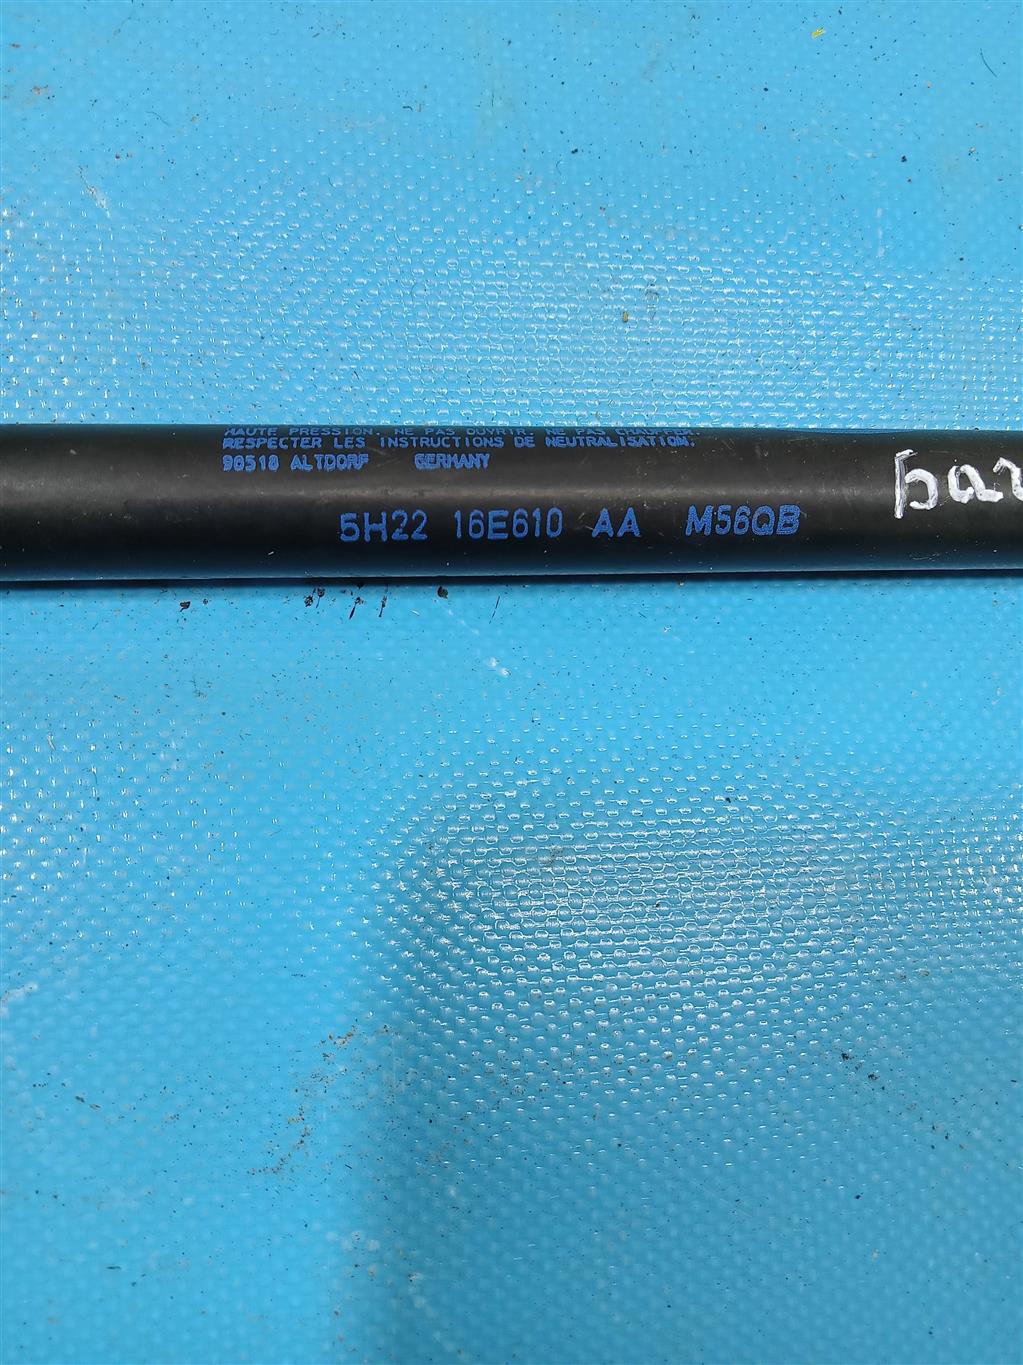 HAUTE PRESSION. NE PAS OUVRIR. NE PAS CHAUFFER.
RESPECTER LES INSTRUCTIONS DE NEUTRALISATION.
90518 ALTDORF GERMANY
5H22 16E610 AA M56QB
Баг